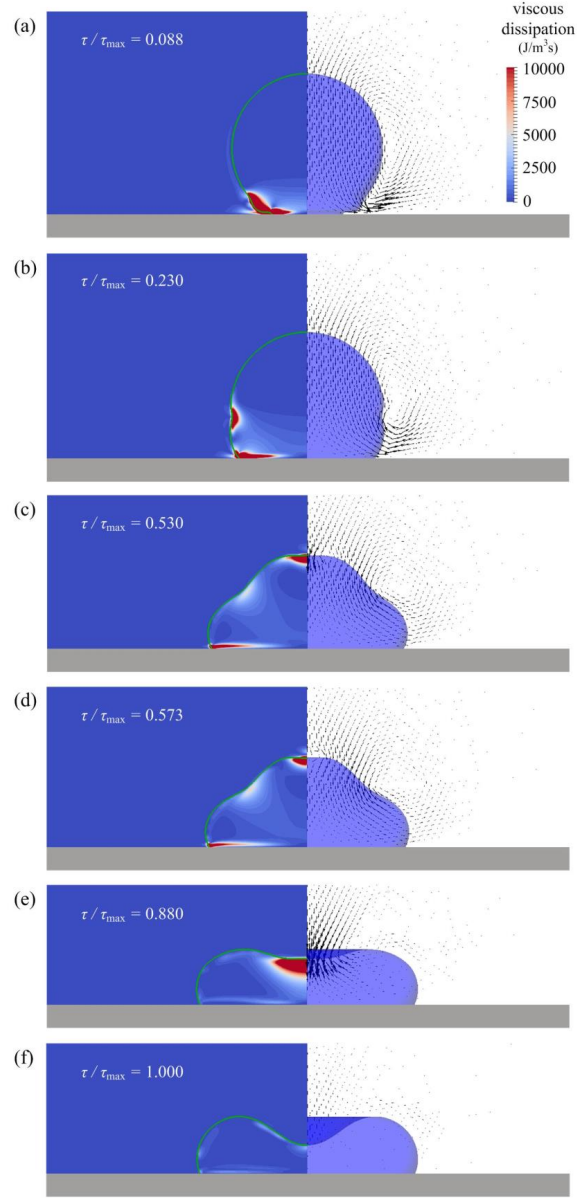 (a)
τ / τmax = 0.088
viscous
dissipation
(J/m³s)
10000
7500
5000
2500
0
(b)
τ / τmax = 0.230
(c)
τ / τmax = 0.530
(d)
τ / τmax = 0.573
(e)
τ / τmax = 0.880
(f)
τ / τmax = 1.000